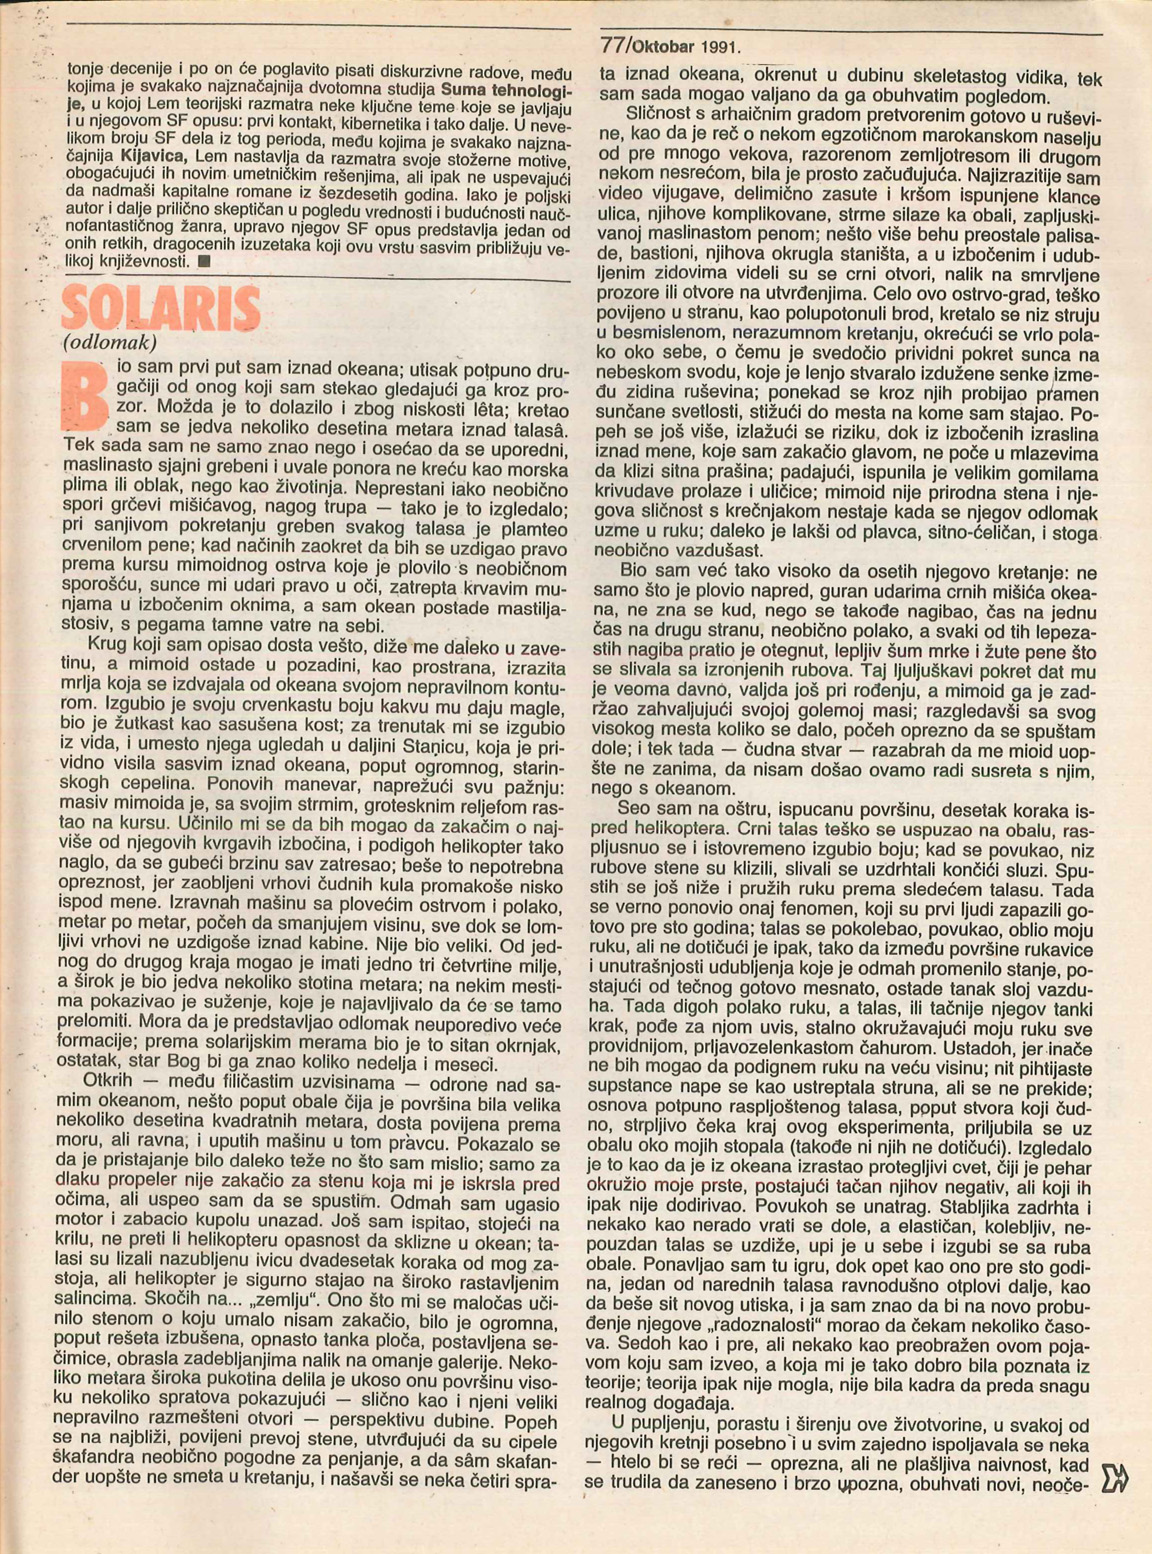 tonje decenije i po on će poglavito pisati diskurzivne radove, među
kojima je svakako najznačajnija dvotomna studija Suma tehnologi-
je, u kojoj Lem teorijski razmatra neke ključne teme koje se javljaju
i u njegovom SF opusu: prvi kontakt, kibernetika i tako dalje. U neve-
likom broju SF dela iz tog perioda, među kojima je svakako najzna-
čajnija Kijavica, Lem nastavlja da razmatra svoje stožerne motive,
obogaćujući ih novim umetničkim rešenjima, ali ipak ne uspevajući
da nadmaši kapitalne romane iz šezdesetih godina. Iako je poljski
autor i dalje prilično skeptičan u pogledu vrednosti i budućnosti nauč-
nofantastičnog žanra, upravo njegov SF opus predstavlja jedan od
onih retkih, dragocenih izuzetaka koji ovu vrstu sasvim približuju ve-
likoj književnosti. ■
SOLARIS
(odlomak)
Bio sam prvi put sam iznad okeana; utisak potpuno dru-
gačiji od onog koji sam stekao gledajući ga kroz pro-
zor. Možda je to dolazilo i zbog niskosti lêta; kretao
sam se jedva nekoliko desetina metara iznad talasâ.
Tek sada sam ne samo znao nego i osećao da se uporedni,
maslinasto sjajni grebeni i uvale ponora ne kreću kao morska
plima ili oblak, nego kao životinja. Neprestani iako neobično
spori grčevi mišićavog, nagog trupa — tako je to izgledalo;
pri sanjivom pokretanju greben svakog talasa je plamteo
crvenilom pene; kad načinih zaokret da bih se uzdigao pravo
prema kursu mimoidnog ostrva koje je plovilo s neobičnom
sporošću, sunce mi udari pravo u oči, zatrepta krvavim mu-
njama u izbočenim oknima, a sam okean postade mastilja-
stosiv, s pegama tamne vatre na sebi.
Krug koji sam opisao dosta vešto, diže me daleko u zave-
tinu, a mimoid ostade u pozadini, kao prostrana, izrazita
mrlja koja se izdvajala od okeana svojom nepravilnom kontu-
rom. Izgubio je svoju crvenkastu boju kakvu mu daju magle,
bio je žutkast kao sasušena kost; za trenutak mi se izgubio
iz vida, i umesto njega ugledah u daljini Stanicu, koja je pri-
vidno visila sasvim iznad okeana, poput ogromnog, starin-
skogh cepelina. Ponovih manevar, naprežući svu pažnju:
masiv mimoida je, sa svojim strmim, grotesknim reljefom ras-
tao na kursu. Učinilo mi se da bih mogao da zakačim o naj-
više od njegovih kvrgavih izbočina, i podigoh helikopter tako
naglo, da se gubeći brzinu sav zatresao; beše to nepotrebna
opreznost, jer zaobljeni vrhovi čudnih kula promakoše nisko
ispod mene. Izravnah mašinu sa plovećim ostrvom i polako,
metar po metar, počeh da smanjujem visinu, sve dok se lom-
ljivi vrhovi ne uzdigoše iznad kabine. Nije bio veliki. Od jed-
nog do drugog kraja mogao je imati jedno tri četvrtine milje,
a širok je bio jedva nekoliko stotina metara; na nekim mesti-
ma pokazivao je suženje, koje je najavljivalo da će se tamo
prelomiti. Mora da je predstavljao odlomak neuporedivo veće
formacije; prema solarijskim merama bio je to sitan okrnjak,
ostatak, star Bog bi ga znao koliko nedelja i meseci.
Otkrih — među filičastim uzvisinama — odrone nad sa-
mim okeanom, nešto poput obale čija je površina bila velika
nekoliko desetina kvadratnih metara, dosta povijena prema
moru, ali ravna, i uputih mašinu u tom pravcu. Pokazalo se
da je pristajanje bilo daleko teže no što sam mislio; samo za
dlaku propeler nije zakačio za stenu koja mi je iskrsla pred
očima, ali uspeo sam da se spustim. Odmah sam ugasio
motor i zabacio kupolu unazad. Još sam ispitao, stojeći na
krilu, ne preti li helikopteru opasnost da sklizne u okean; ta-
lasi su lizali nazubljenu ivicu dvadesetak koraka od mog za-
stoja, ali helikopter je sigurno stajao na široko rastavljenim
salincima. Skočih na... „zemlju“. Ono što mi se maločas uči-
nilo stenom o koju umalo nisam zakačio, bilo je ogromna,
poput rešeta izbušena, opnasto tanka ploča, postavljena se-
čimice, obrasla zadebljanjima nalik na omanje galerije. Neko-
liko metara široka pukotina delila je ukoso onu površinu viso-
ku nekoliko spratova pokazujući — slično kao i njeni veliki
nepravilno razmešteni otvori — perspektivu dubine. Popeh
se na najbliži, povijeni prevoj stene, utvrđujući da su cipele
škafandra neobično pogodne za penjanje, a da sâm skafan-
der uopšte ne smeta u kretanju, i našavši se neka četiri spra-
77/Oktobar 1991.
ta iznad okeana, okrenut u dubinu skeletastog vidika, tek
sam sada mogao valjano da ga obuhvatim pogledom.
Sličnost s arhaičnim gradom pretvorenim gotovo u ruševi-
ne, kao da je reč o nekom egzotičnom marokanskom naselju
od pre mnogo vekova, razorenom zemljotresom ili drugom
nekom nesrećom, bila je prosto začuđujuća. Najizrazitije sam
video vijugave, delimično zasute i kršom ispunjene klance
ulica, njihove komplikovane, strme silaze ka obali, zapljuski-
vanoj maslinastom penom; nešto više behu preostale palisa-
de, bastioni, njihova okrugla staništa, a u izbočenim i udub-
ljenim zidovima videli su se crni otvori, nalik na smrvljene
prozore ili otvore na utvrđenjima. Celo ovo ostrvo-grad, teško
povijeno u stranu, kao polupotonuli brod, kretalo se niz struju
u besmislenom, nerazumnom kretanju, okrećući se vrlo pola-
ko oko sebe, o čemu je svedočio prividni pokret sunca na
nebeskom svodu, koje je lenjo stvaralo izdužene senke izme-
đu zidina ruševina; ponekad se kroz njih probijao pramen
sunčane svetlosti, stižući do mesta na kome sam stajao. Po-
peh se još više, izlažući se riziku, dok iz izbočenih izraslina
iznad mene, koje sam zakačio glavom, ne poče u mlazevima
da klizi sitna prašina; padajući, ispunila je velikim gomilama
krivudave prolaze i uličice; mimoid nije prirodna stena i nje-
gova sličnost s krečnjakom nestaje kada se njegov odlomak
uzme u ruku; daleko je lakši od plavca, sitno-ćeličan, i stoga
neobično vazdušast.
Bio sam već tako visoko da osetih njegovo kretanje: ne
samo što je plovio napred, guran udarima crnih mišića okea-
na, ne zna se kud, nego se takođe nagibao, čas na jednu
čas na drugu stranu, neobično polako, a svaki od tih lepeza-
stih nagiba pratio je otegnut, lepljiv šum mrke i žute pene što
se slivala sa izronjenih rubova. Taj ljuljuškavi pokret dat mu
je veoma davno, valjda još pri rođenju, a mimoid ga je zad-
ržao zahvaljujući svojoj golemoj masi; razgledavši sa svog
visokog mesta koliko se dalo, počeh oprezno da se spuštam
dole; i tek tada — čudna stvar — razabrah da me mioid uop-
šte ne zanima, da nisam došao ovamo radi susreta s njim,
nego s okeanom.
Seo sam na oštru, ispucanu površinu, desetak koraka is-
pred helikoptera. Crni talas teško se uspuzao na obalu, ras-
pljusnuo se i istovremeno izgubio boju; kad se povukao, niz
rubove stene su klizili, slivali se uzdrhtali končići sluzi. Spu-
stih se još niže i pružih ruku prema sledećem talasu. Tada
se verno ponovio onaj fenomen, koji su prvi ljudi zapazili go-
tovo pre sto godina; talas se pokolebao, povukao, oblio moju
ruku, ali ne dotičući je ipak, tako da između površine rukavice
i unutrašnjosti udubljenja koje je odmah promenilo stanje, po-
stajući od tečnog gotovo mesnato, ostade tanak sloj vazdu-
ha. Tada digoh polako ruku, a talas, ili tačnije njegov tanki
krak, pođe za njom uvis, stalno okružavajući moju ruku sve
providnijom, prljavozelenkastom čahurom. Ustadoh, jer inače
ne bih mogao da podignem ruku na veću visinu; nit pihtijaste
supstance nape se kao ustreptala struna, ali se ne prekide;
osnova potpuno raspljoštenog talasa, ppput stvora koji čud-
no, strpljivo čeka kraj ovog eksperimenta, priljubila se uz
obalu oko mojih stopala (takođe ni njih ne dotičući). Izgledalo
je to kao da je iz okeana izrastao protegljivi cvet, čiji je pehar
okružio moje prste, postajući tačan njihov negativ, ali koji ih
ipak nije dodirivao. Povukoh se unatrag. Stabljika zadrhta i
nekako kao nerado vrati se dole, a elastičan, kolebljiv, ne-
pouzdan talas se uzdiže, upi je u sebe i izgubi se sa ruba
obale. Ponavljao sam tu igru, dok opet kao ono pre sto godi-
na, jedan od narednih talasa ravnodušno otplovi dalje, kao
da beše sit novog utiska, i ja sam znao da bi na novo probu-
đenje njegove „radoznalosti“ morao da čekam nekoliko časo-
va. Sedoh kao i pre, ali nekako kao preobražen ovom poja-
vom koju sam izveo, a koja mi je tako dobro bila poznata iz
teorije; teorija ipak nije mogla, nije bila kadra da preda snagu
realnog događaja.
U pupljenju, porastu i širenju ove životvorine, u svakoj od
njegovih kretnji posebno i u svim zajedno ispoljavala se neka
— htelo bi se reći — oprezna, ali ne plašljiva naivnost, kad
se trudila da zaneseno i brzo upozna, obuhvati novi, neoče-